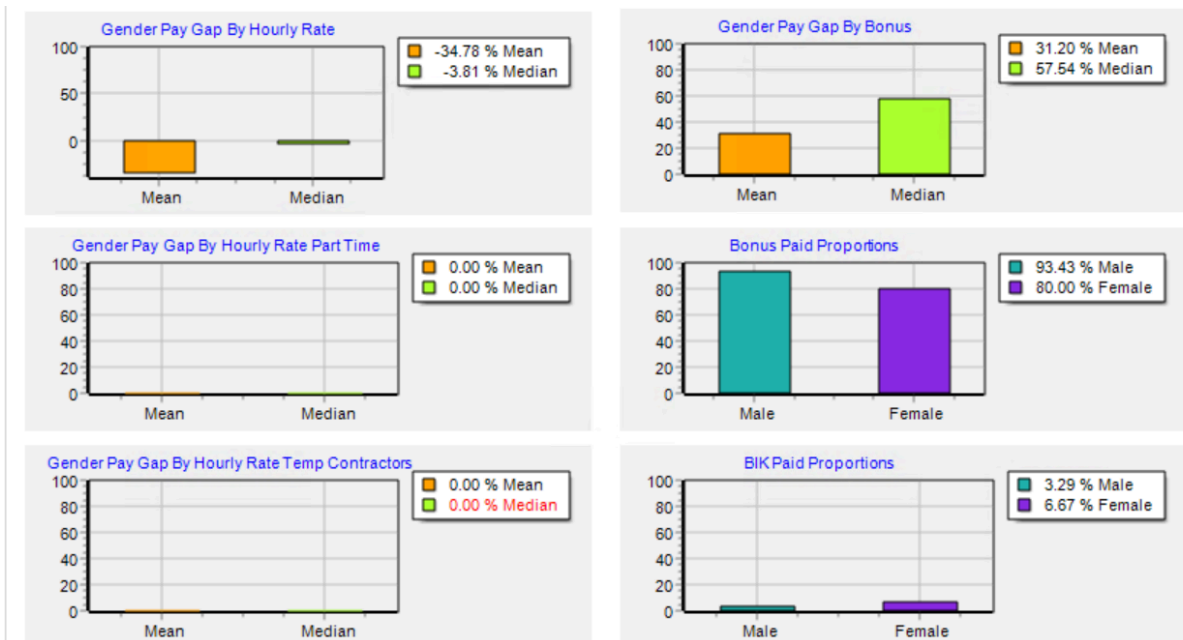 Gender Pay Gap By Hourly Rate
100
50
0
Mean
Median
-34.78 % Mean
-3.81 % Median
Gender Pay Gap By Bonus
100
80
60
40
20
0
Mean
Median
31.20 % Mean
57.54 % Median
Gender Pay Gap By Hourly Rate Part Time
100
80
60
40
20
0
Mean
Median
0.00 % Mean
0.00 % Median
Bonus Paid Proportions
100
80
60
40
20
0
Male
Female
93.43 % Male
80.00 % Female
Gender Pay Gap By Hourly Rate Temp Contractors
100
80
60
40
20
0
Mean
Median
0.00 % Mean
0.00 % Median
BIK Paid Proportions
100
80
60
40
20
0
Male
Female
3.29 % Male
6.67 % Female